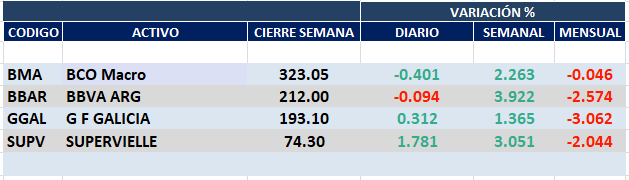 VARIACIÓN %
CODIGO ACTIVO CIERRE SEMANA DIARIO SEMANAL MENSUAL
BMA BCO Macro 323.05 -0.401 2.263 -0.046
BBAR BBVA ARG 212.00 -0.094 3.922 -2.574
GGAL G F GALICIA 193.10 0.312 1.365 -3.062
SUPV SUPERVIELLE 74.30 1.781 3.051 -2.044